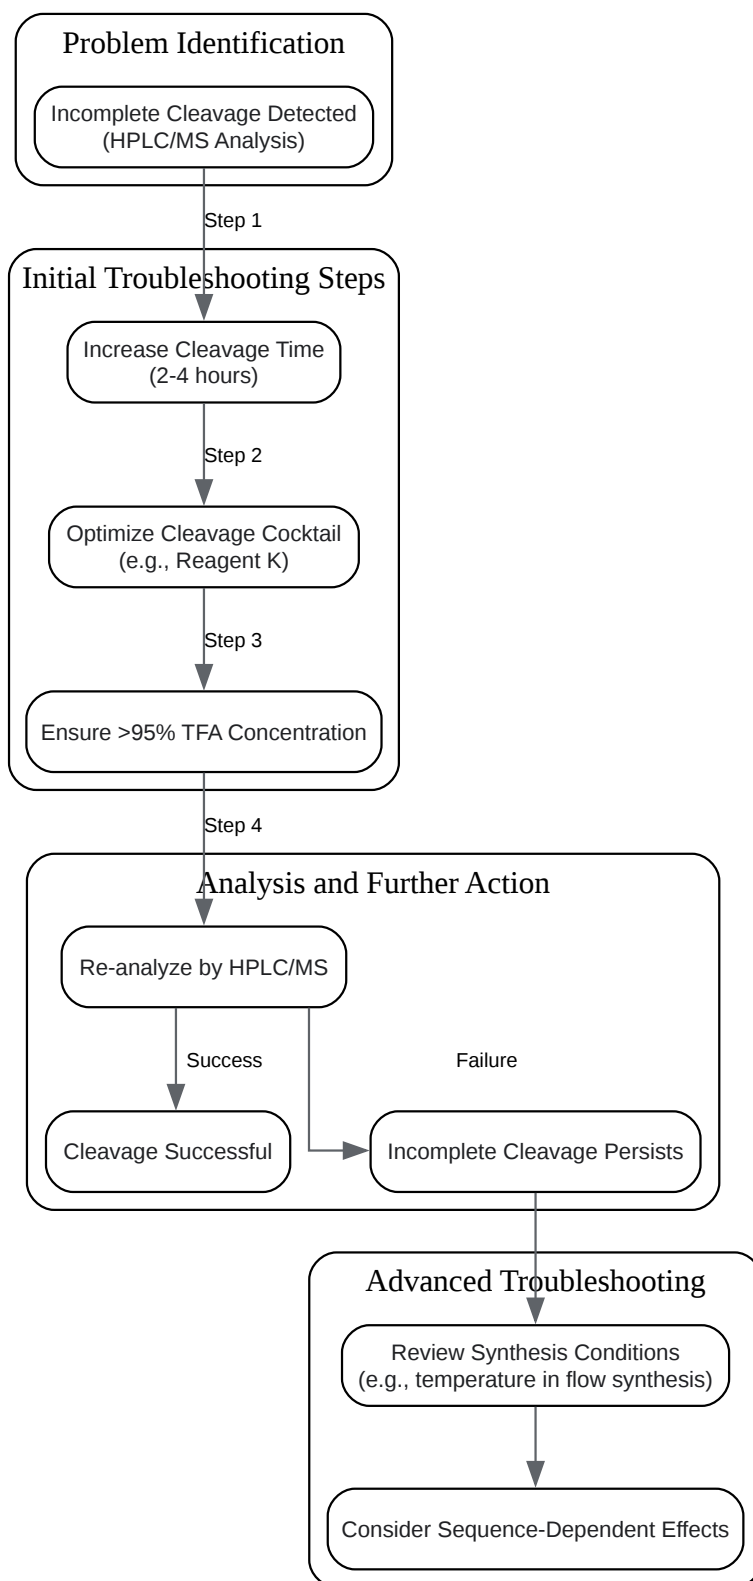 Problem Identification
Incomplete Cleavage Detected
(HPLC/MS Analysis)
Step 1
Initial Troubleshooting Steps
Increase Cleavage Time
(2-4 hours)
Step 2
Optimize Cleavage Cocktail
(e.g., Reagent K)
Step 3
Ensure >95% TFA Concentration
Step 4
Analysis and Further Action
Re-analyze by HPLC/MS
Success
Failure
Cleavage Successful
Incomplete Cleavage Persists
Advanced Troubleshooting
Review Synthesis Conditions
(e.g., temperature in flow synthesis)
Consider Sequence-Dependent Effects